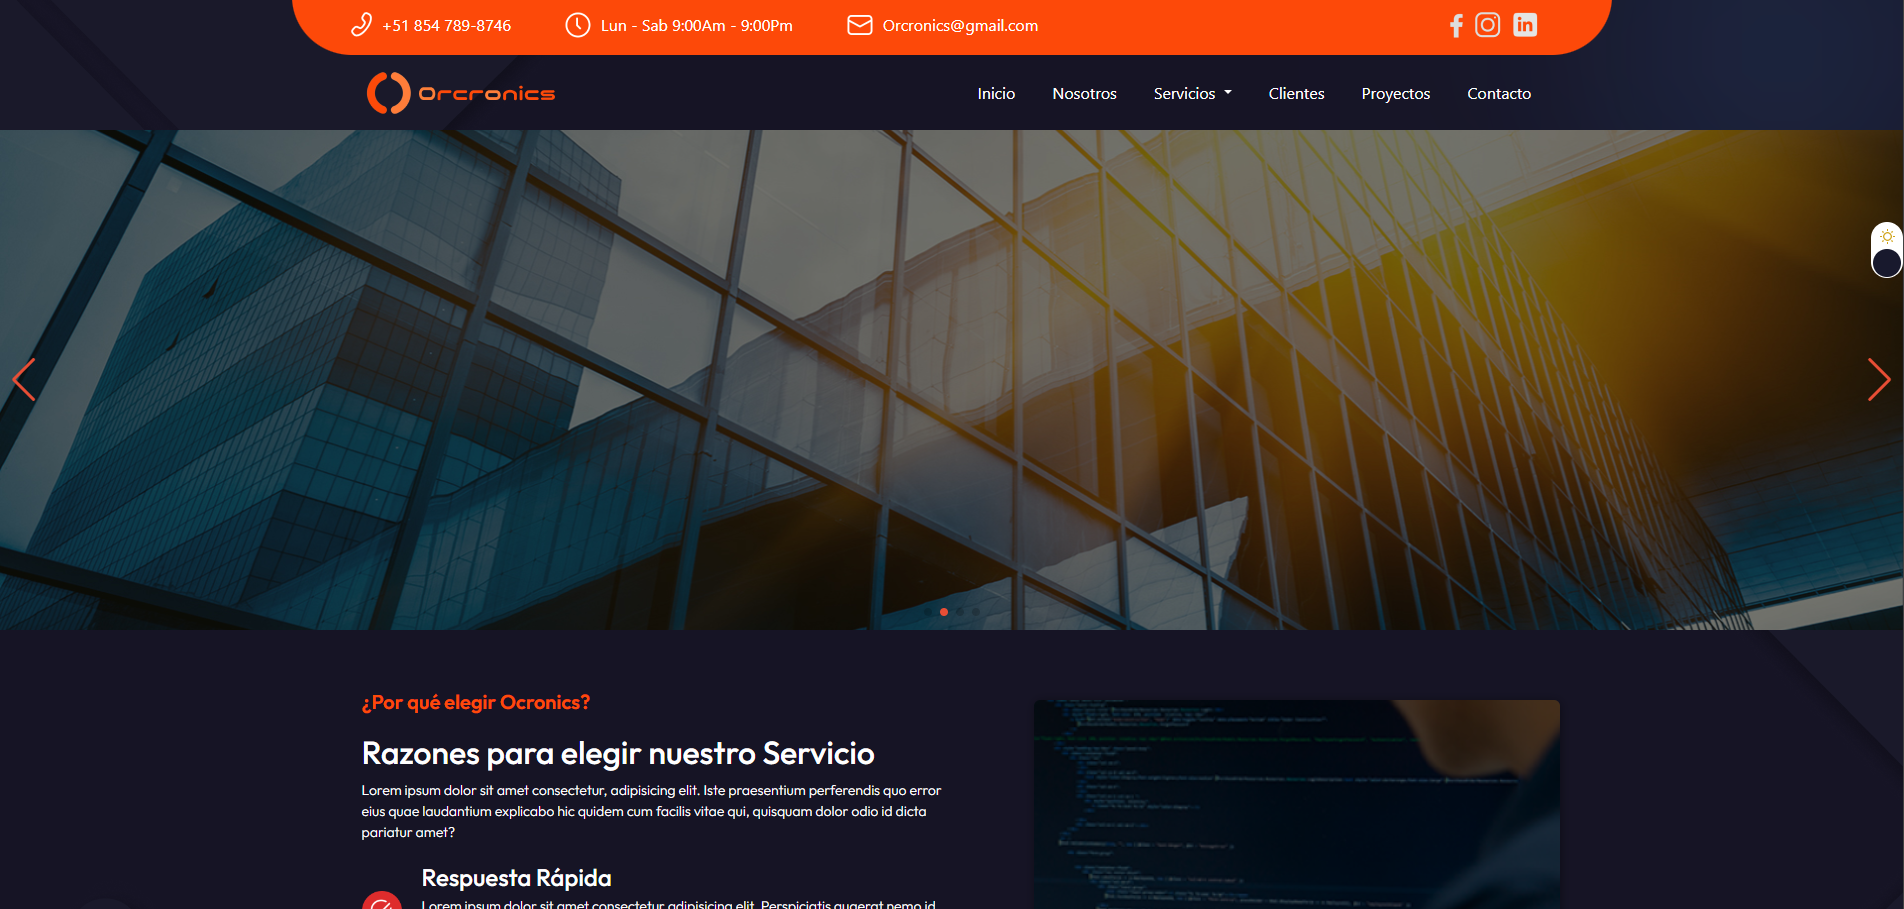 +51 854 789-8746
Lun - Sab 9:00Am - 9:00Pm
Orcronics@gmail.com
Orcronics
Inicio
Nosotros
Servicios
Clientes
Proyectos
Contacto
¿Por qué elegir Ocronics?
Razones para elegir nuestro Servicio
Lorem ipsum dolor sit amet consectetur, adipisicing elit. Iste praesentium perferendis quo error
eius quae laudantium explicabo hic quidem cum facilis vitae qui, quisquam dolor odio id dicta
pariatur amet?
Respuesta Rápida
Lorem ipsum dolor sit amet consectetur adipisicing elit. Perspiciatis quaerat nemo id